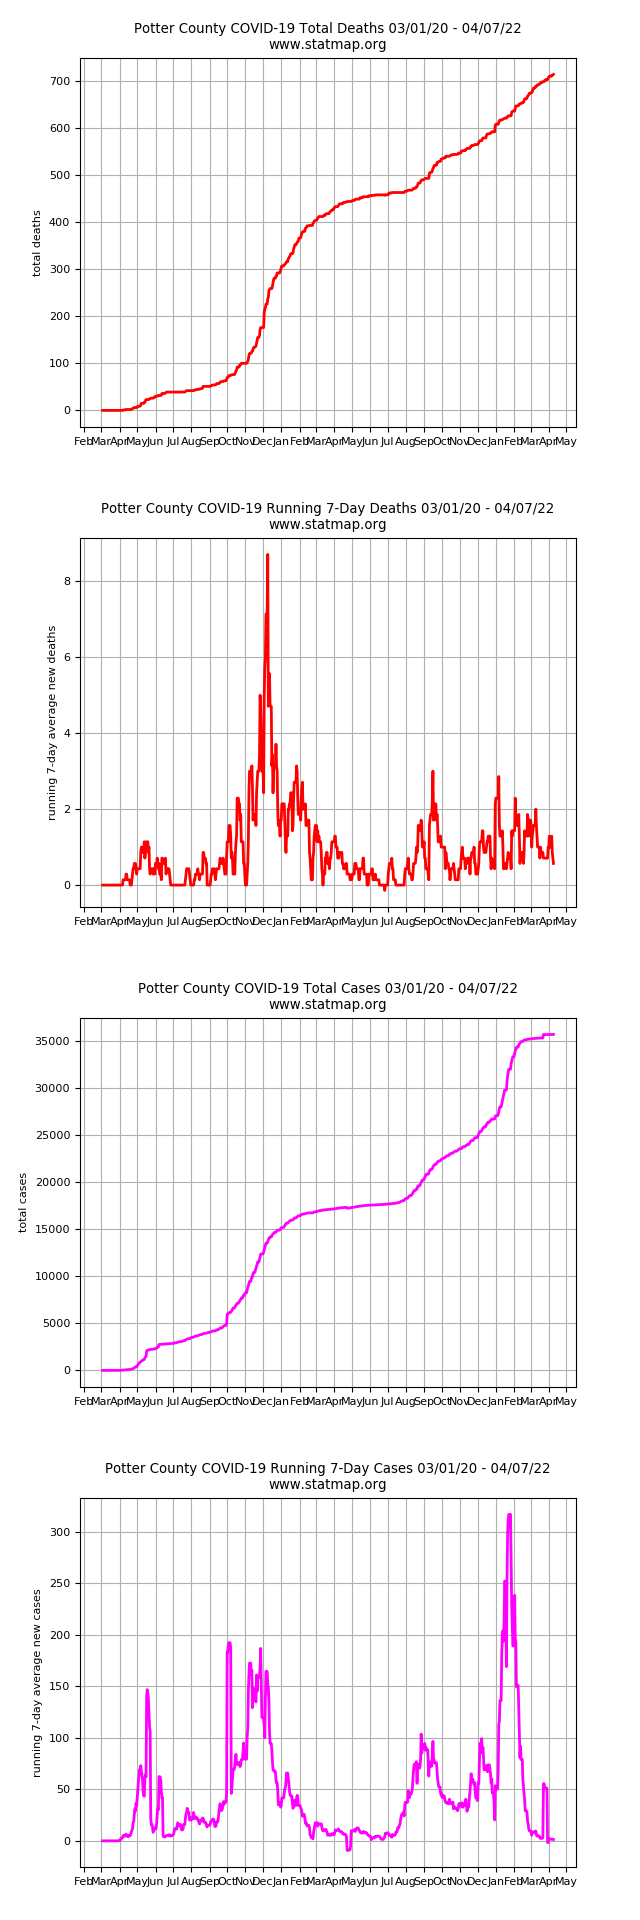 Potter County COVID-19 Total Deaths 03/01/20 - 04/07/22
www.statmap.org
total deaths
700
600
500
400
300
200
100
0
Feb Mar Apr May Jun Jul Aug Sep Oct Nov Dec Jan Feb Mar Apr May Jun Jul Aug Sep Oct Nov Dec Jan Feb Mar Apr May
Potter County COVID-19 Running 7-Day Deaths 03/01/20 - 04/07/22
www.statmap.org
running 7-day average new deaths
8
6
4
2
0
Feb Mar Apr May Jun Jul Aug Sep Oct Nov Dec Jan Feb Mar Apr May Jun Jul Aug Sep Oct Nov Dec Jan Feb Mar Apr May
Potter County COVID-19 Total Cases 03/01/20 - 04/07/22
www.statmap.org
total cases
35000
30000
25000
20000
15000
10000
5000
0
Feb Mar Apr May Jun Jul Aug Sep Oct Nov Dec Jan Feb Mar Apr May Jun Jul Aug Sep Oct Nov Dec Jan Feb Mar Apr May
Potter County COVID-19 Running 7-Day Cases 03/01/20 - 04/07/22
www.statmap.org
running 7-day average new cases
300
250
200
150
100
50
0
Feb Mar Apr May Jun Jul Aug Sep Oct Nov Dec Jan Feb Mar Apr May Jun Jul Aug Sep Oct Nov Dec Jan Feb Mar Apr May